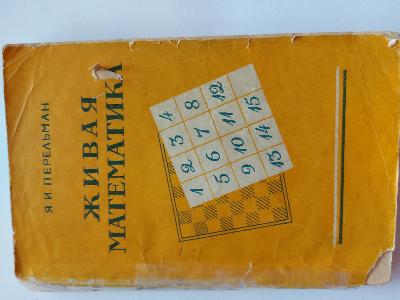 Я. И. ПЕРЕЛЬМАН
ЖИВАЯ
МАТЕМАТИКА
1 2 3 4
5 6 7 8
9 10 11 12
13 14 15